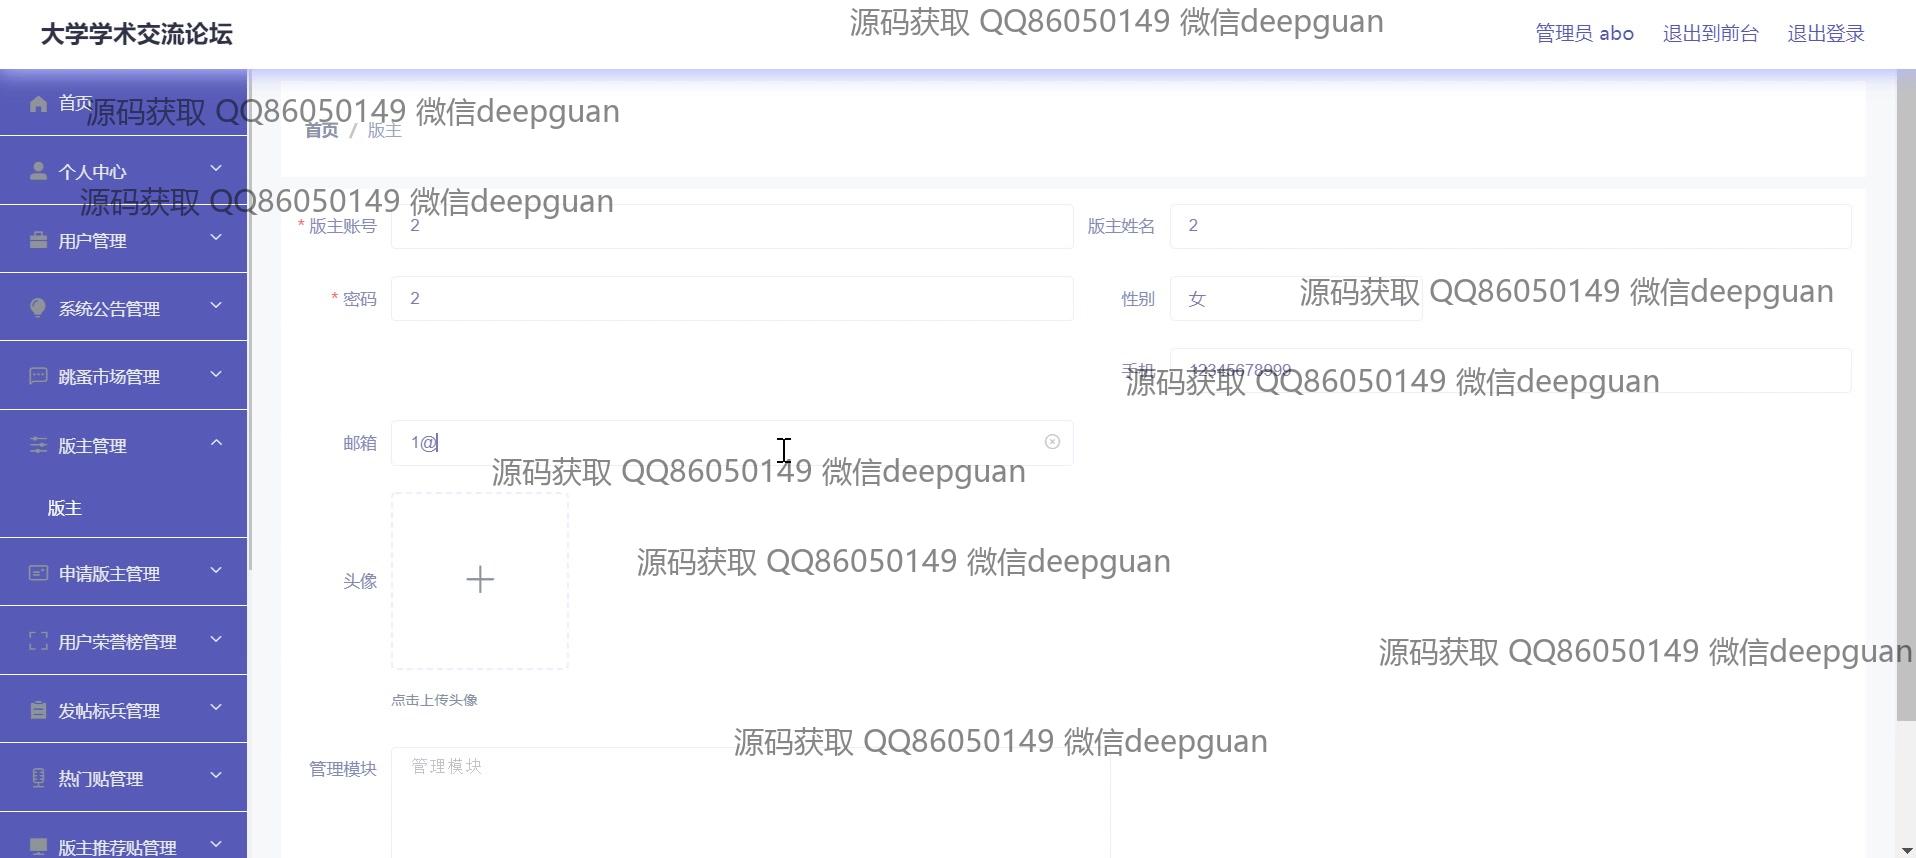 大学学术交流论坛
源码获取 QQ86050149 微信deepguan
管理员 abo
退出到前台
退出登录
首页
源码获取 QQ86050149 微信deepguan
首页 / 版主
个人中心
源码获取 QQ86050149 微信deepguan
* 版主账号 2
版主姓名 2
用户管理
* 密码 2
性别 女
源码获取 QQ86050149 微信deepguan
系统公告管理
手机 12345678999
源码获取 QQ86050149 微信deepguan
跳蚤市场管理
邮箱 1@
版主管理
源码获取 QQ86050149 微信deepguan
版主
源码获取 QQ86050149 微信deepguan
申请版主管理
头像
用户荣誉榜管理
源码获取 QQ86050149 微信deepguan
点击上传头像
发帖标兵管理
源码获取 QQ86050149 微信deepguan
管理模块 管理模块
热门贴管理
版主推荐贴管理